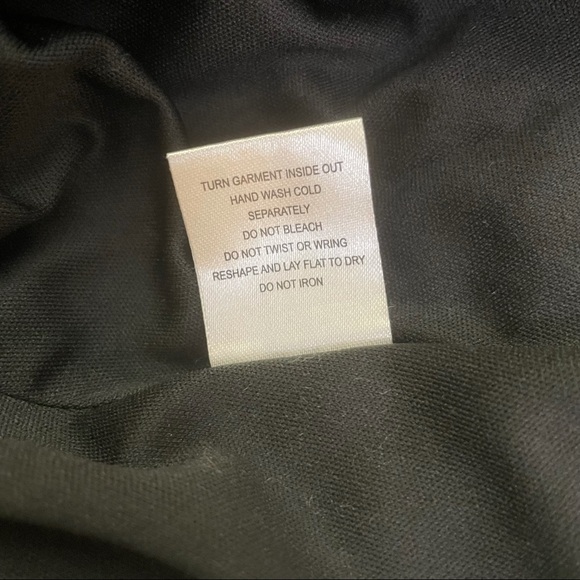 TURN GARMENT INSIDE OUT
HAND WASH COLD
SEPARATELY
DO NOT BLEACH
DO NOT TWIST OR WRING
RESHAPE AND LAY FLAT TO DRY
DO NOT IRON